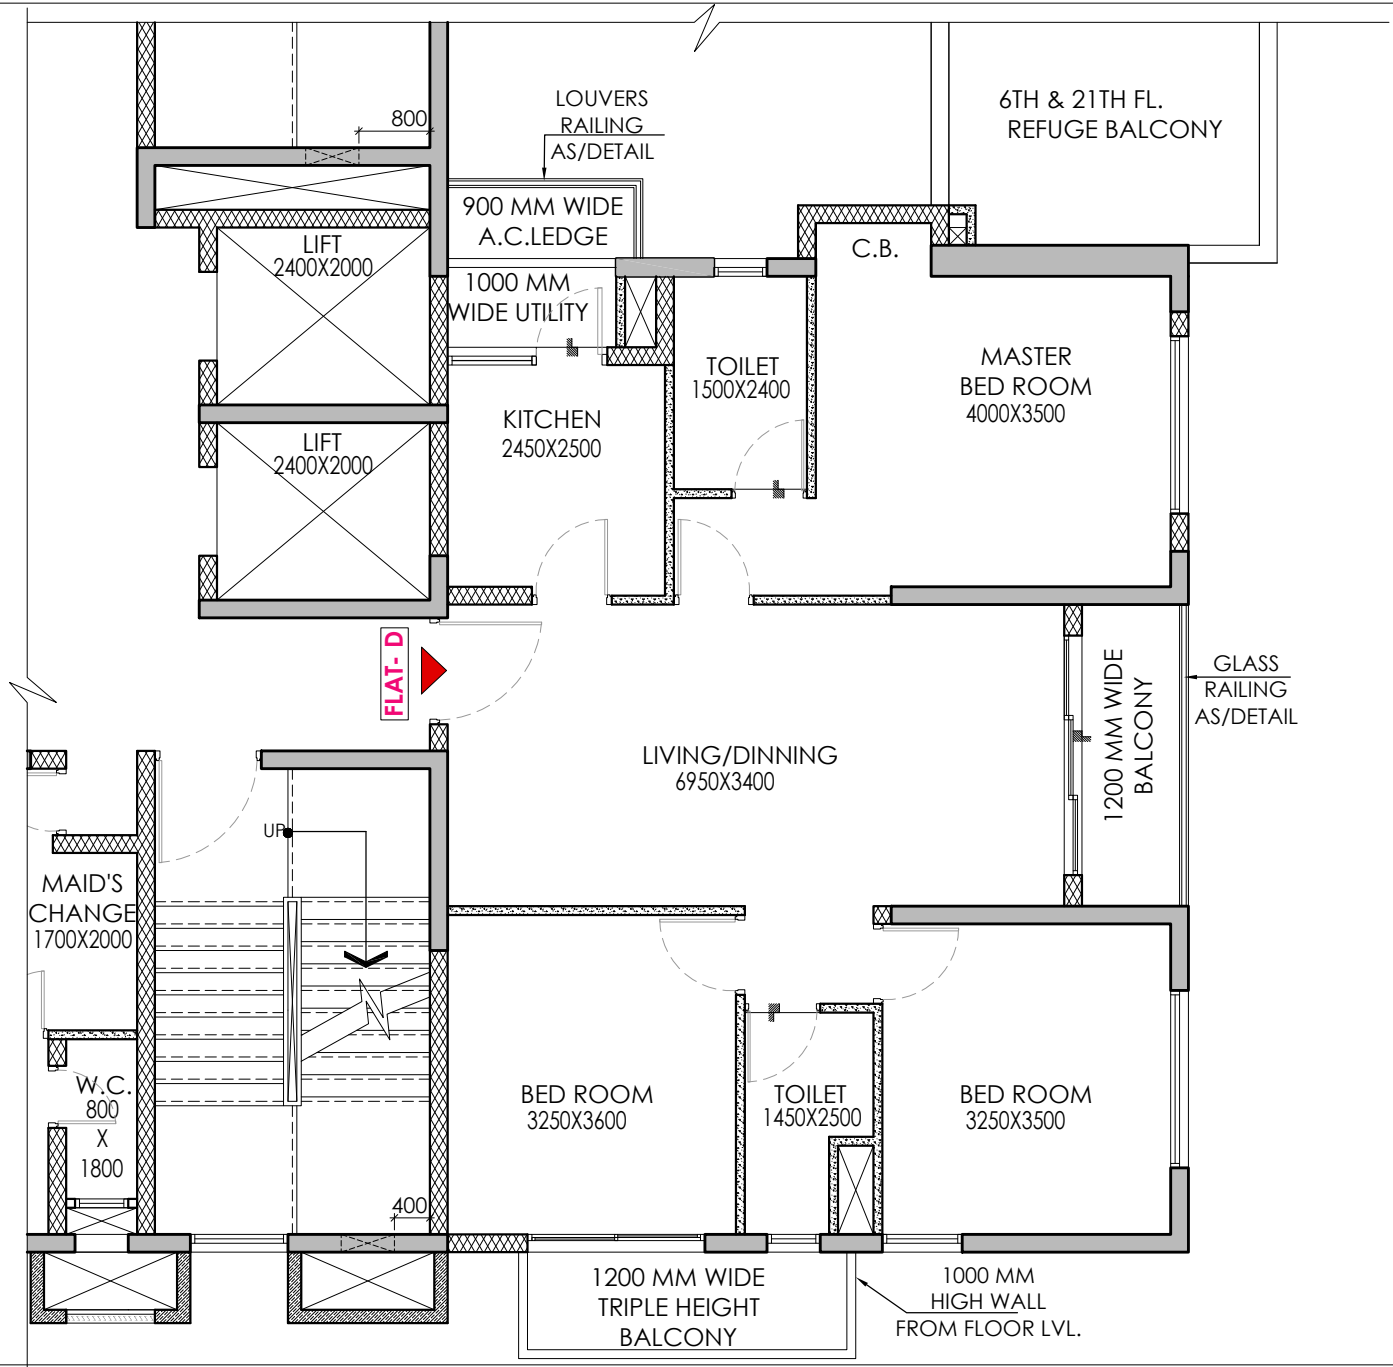 800
LOUVERS
RAILING
AS/DETAIL
6TH & 21TH FL.
REFUGE BALCONY
900 MM WIDE
A.C.LEDGE
LIFT
2400X2000
1000 MM
WIDE UTILITY
C.B.
TOILET
1500X2400
MASTER
BED ROOM
4000X3500
KITCHEN
2450X2500
LIFT
2400X2000
FLAT- D
LIVING/DINNING
6950X3400
1200 MM WIDE
BALCONY
GLASS
RAILING
AS/DETAIL
UP
MAID'S
CHANGE
1700X2000
W.C.
800
X
1800
BED ROOM
3250X3600
TOILET
1450X2500
BED ROOM
3250X3500
400
1200 MM WIDE
TRIPLE HEIGHT
BALCONY
1000 MM
HIGH WALL
FROM FLOOR LVL.